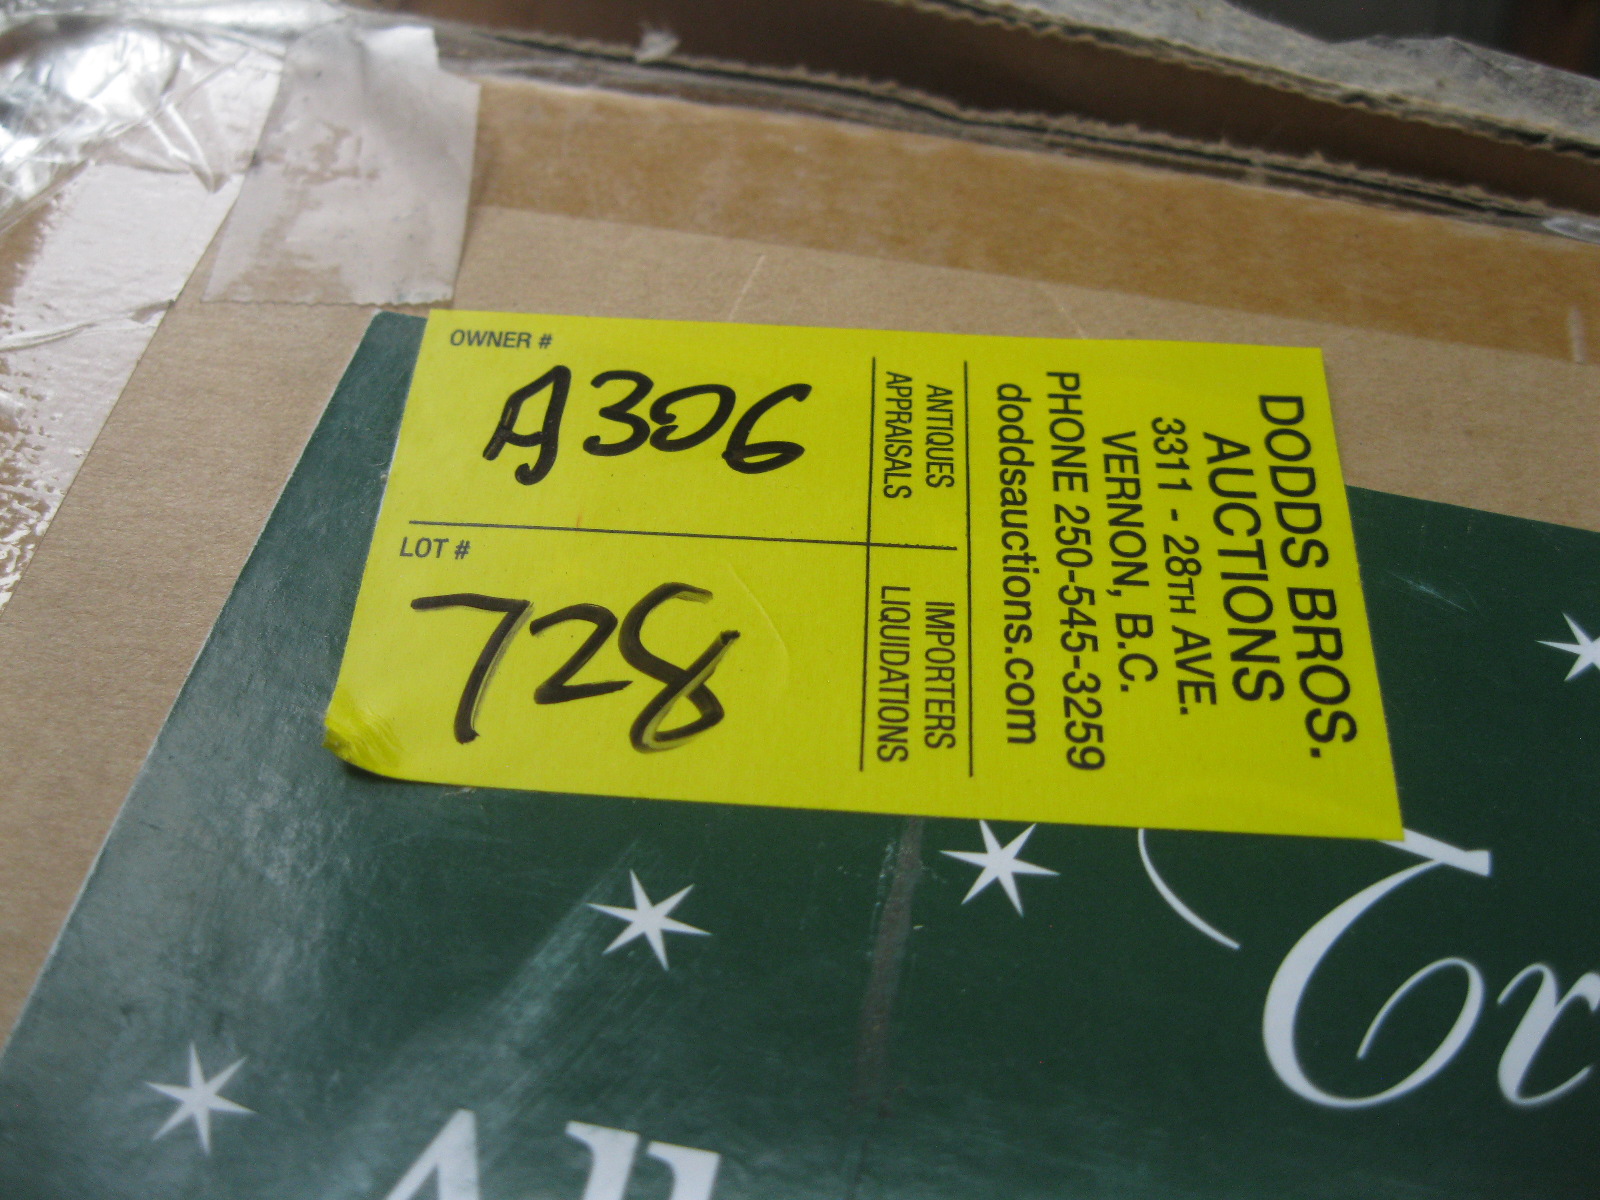 OWNER #
A306
LOT #
728
ANTIQUES
APPRAISALS
IMPORTERS
LIQUIDATIONS
DODDS BROS.
AUCTIONS
3311 - 28TH AVE.
VERNON, B.C.
PHONE 250-545-3259
doddsauctions.com